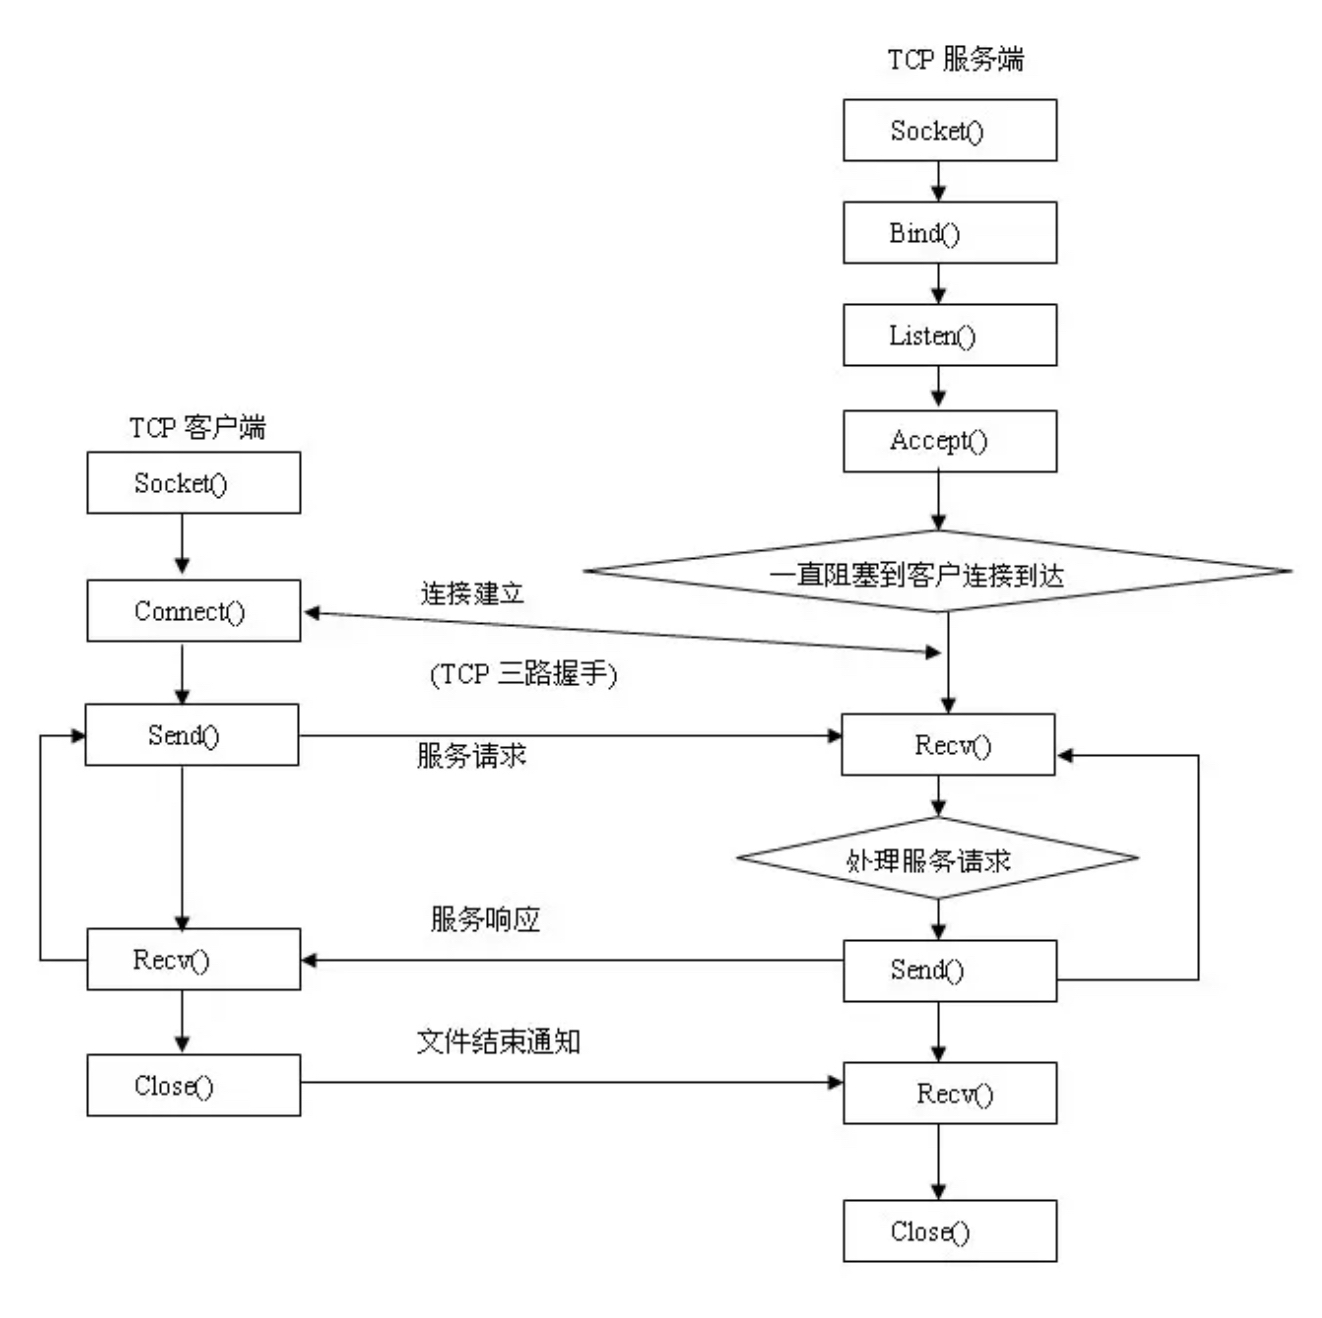 TCP 服务端
Socket()
Bind()
Listen()
Accept()
TCP 客户端
Socket()
一直阻塞到客户连接到达
连接建立
Connect()
(TCP 三路握手)
Send()
服务请求
Recv()
处理服务请求
服务响应
Recv()
Send()
文件结束通知
Close()
Recv()
Close()